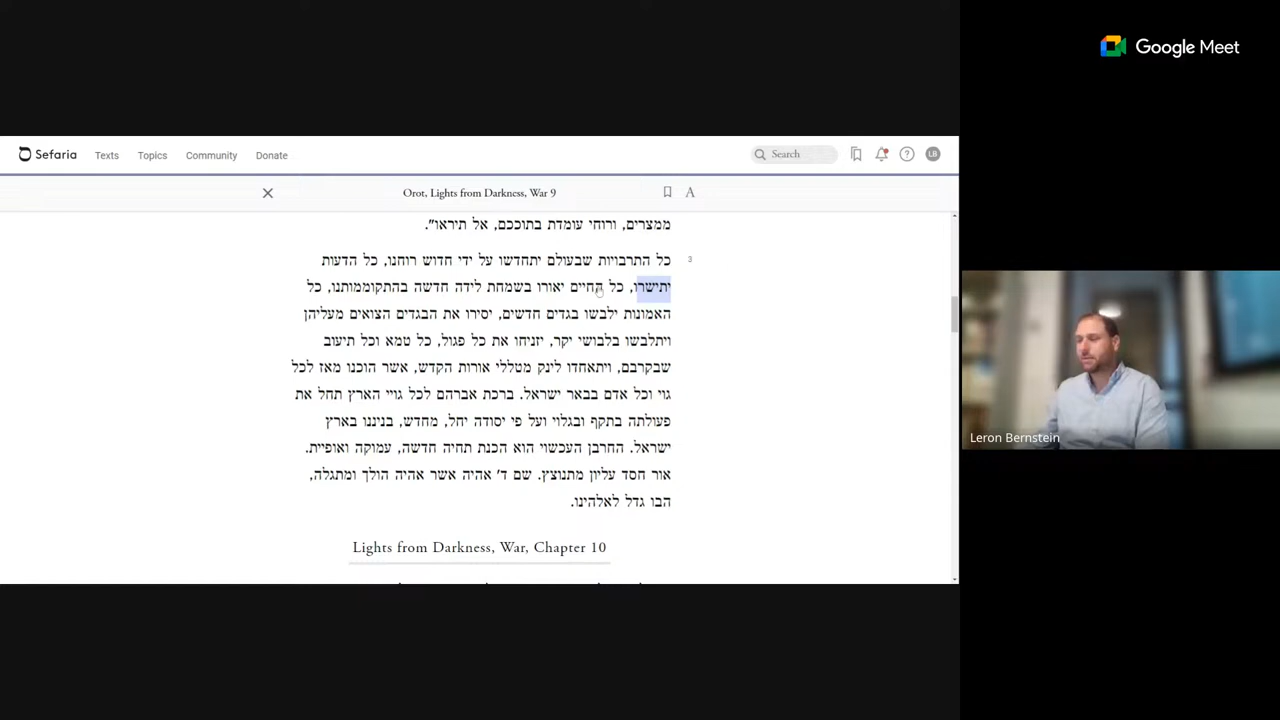 Google Meet
Sefaria
Texts
Topics
Community
Donate
Search
LB
Orot, Lights from Darkness, War 9
A
ממצרים, ורוחי עומדת בתוככם, אל תיראו״.
3
כל התרבויות שבעולם יתחדשו על ידי חדוש רוחנו, כל הדעות
יתישרו, כל החיים יאורו בשמחת לידה חדשה בהתקוממותנו, כל
האמונות ילבשו בגדים חדשים, יסירו את הבגדים הצואים מעליהן
ויתלבשו בלבושי יקר, יזניחו את כל פגול, כל טמא וכל תיעוב
שבקרבם, ויתאחדו לינק מטללי אורות הקדש, אשר הוכנו מאז לכל
גוי וכל אדם בבאר ישראל. ברכת אברהם לכל גויי הארץ תחל את
פעולתה בתקף ובגלוי ועל פי יסודה יחל, מחדש, בניננו בארץ
ישראל. החרבן העכשוי הוא הכנת תחיה חדשה, עמוקה ואופיית.
אור חסד עליון מתנוצץ. שם ד׳ אהיה אשר אהיה הולך ומתגלה,
הבו גדל לאלהינו.
Lights from Darkness, War, Chapter 10
Leron Bernstein